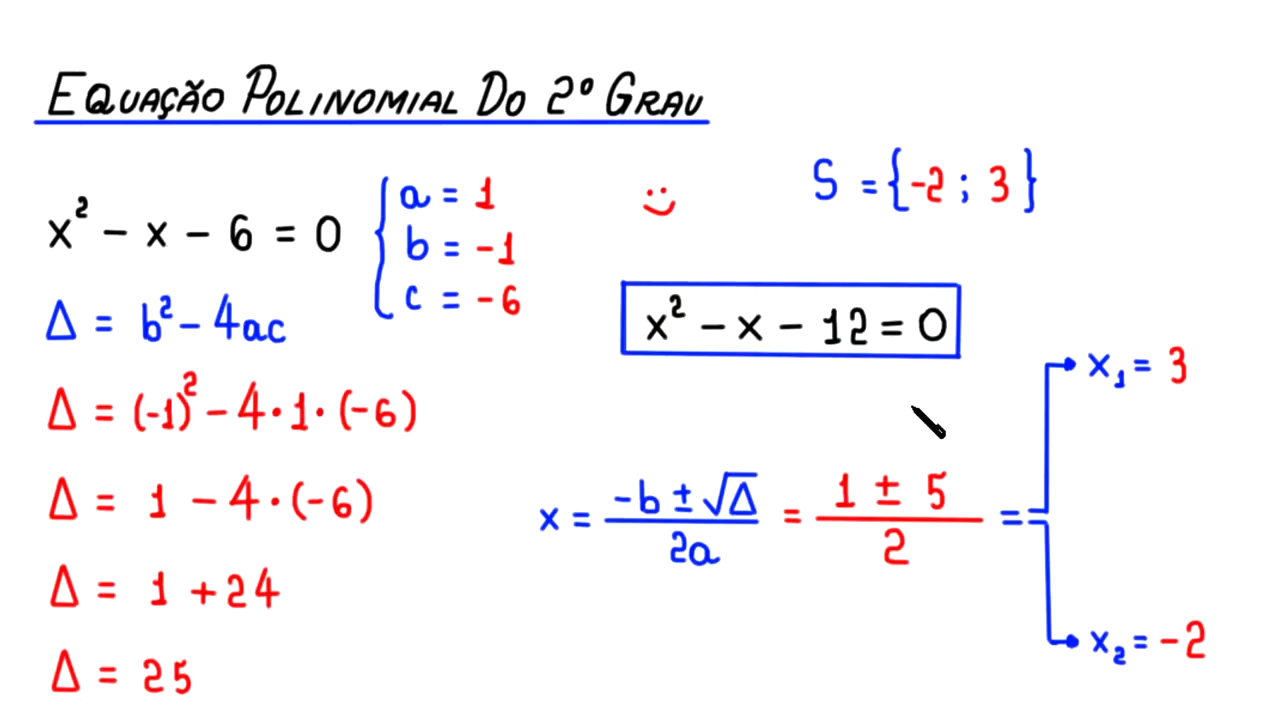 EQUAÇÃO POLINOMIAL DO 2º GRAU
x² - x - 6 = 0
a = 1
b = -1
c = -6
Δ = b² - 4ac
Δ = (-1)² - 4·1·(-6)
Δ = 1 - 4·(-6)
Δ = 1 + 24
Δ = 25
S = {-2 ; 3}
x² - x - 12 = 0
x = (-b ± √Δ)/2a = (1 ± 5)/2 = =
x₁ = 3
x₂ = -2